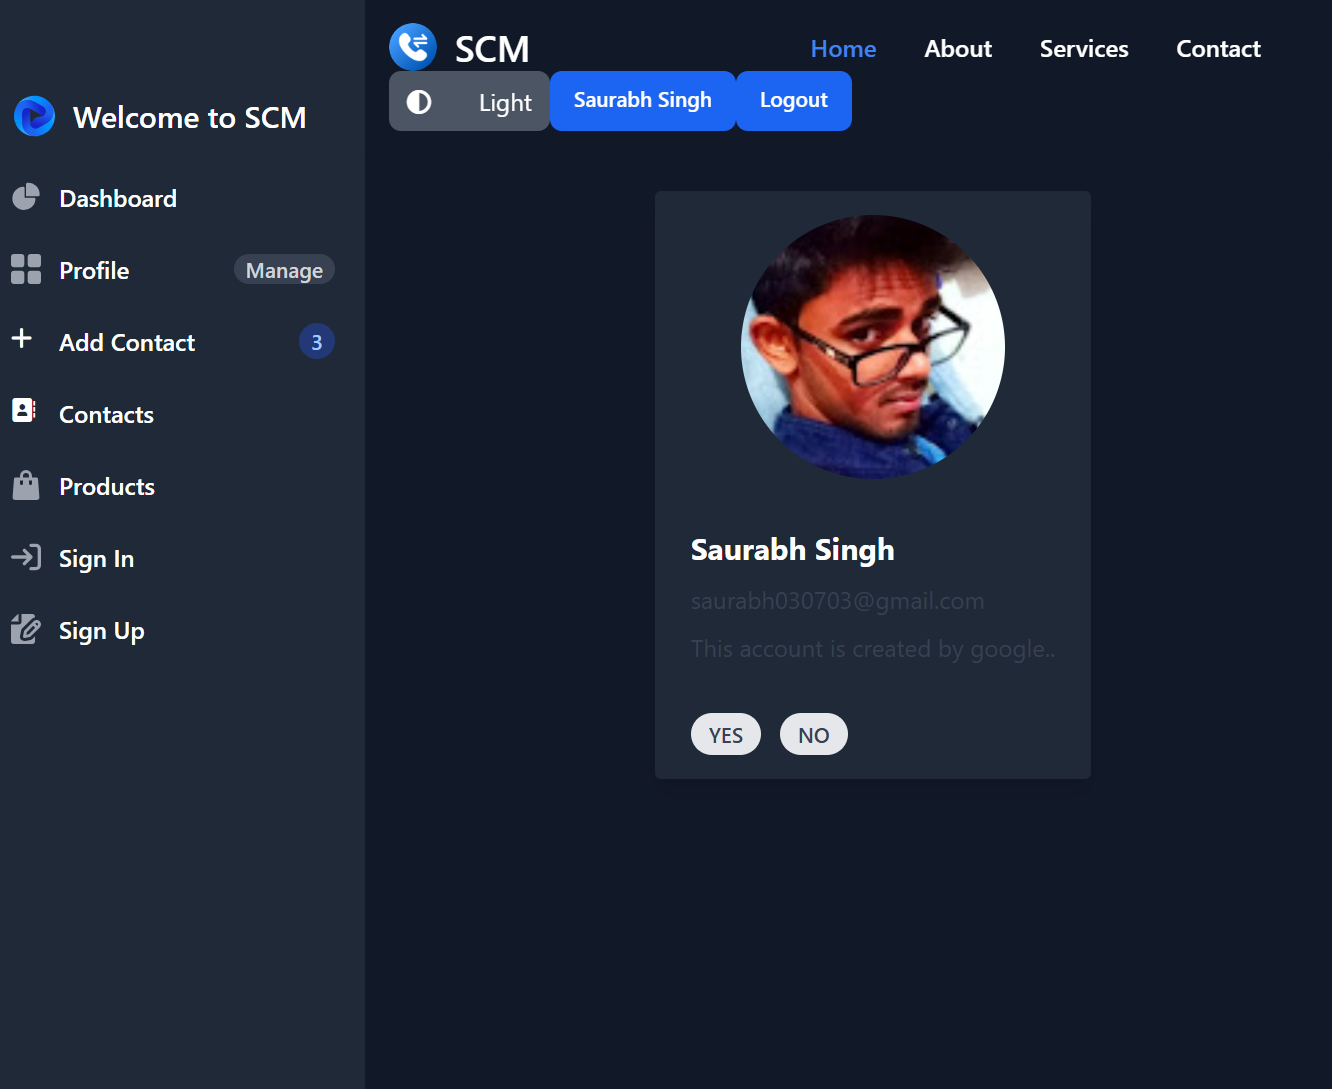 SCM
Home About Services Contact
Light Saurabh Singh Logout
Welcome to SCM
Dashboard
Profile Manage
Add Contact 3
Contacts
Products
Sign In
Sign Up
Saurabh Singh
saurabh030703@gmail.com
This account is created by google..
YES NO